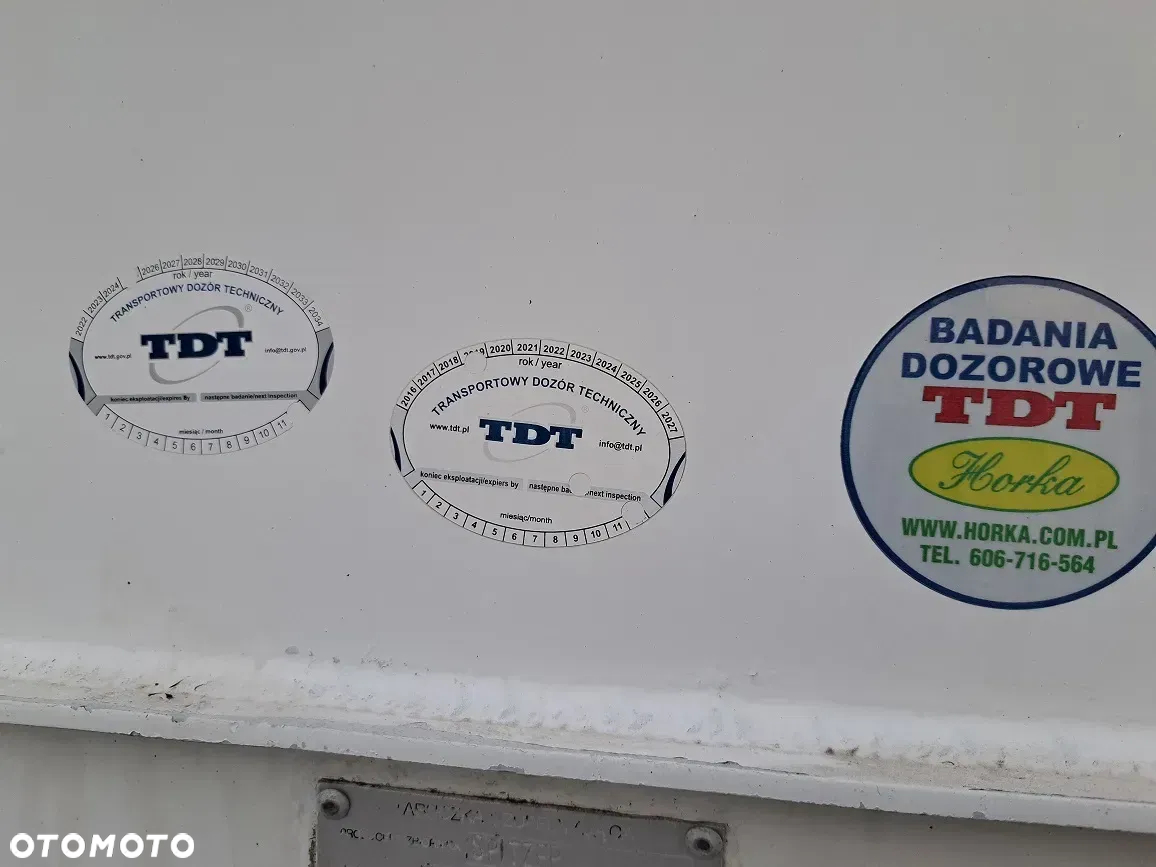 2022 2023 2024 2026 2027 2028 2029 2030 2031 2032 2033 2034
rok / year
TRANSPORTOWY DOZÓR TECHNICZNY
®
TDT
www.tdt.gov.pl
info@tdt.gov.pl
koniec eksploatacji/expires By
następne badanie/next inspection
miesiąc / month
1 2 3 4 5 6 7 8 9 10 11
2016 2017 2018 2020 2021 2022 2023 2024 2025 2026 2027
rok / year
TRANSPORTOWY DOZÓR TECHNICZNY
®
TDT
www.tdt.pl
info@tdt.pl
koniec eksploatacji/expiers by
następne /next inspection
miesiąc/month
1 2 3 4 5 6 7 8 9 10 11
BADANIA
DOZOROWE
TDT
Horka
WWW.HORKA.COM.PL
TEL. 606-716-564
OTOMOTO